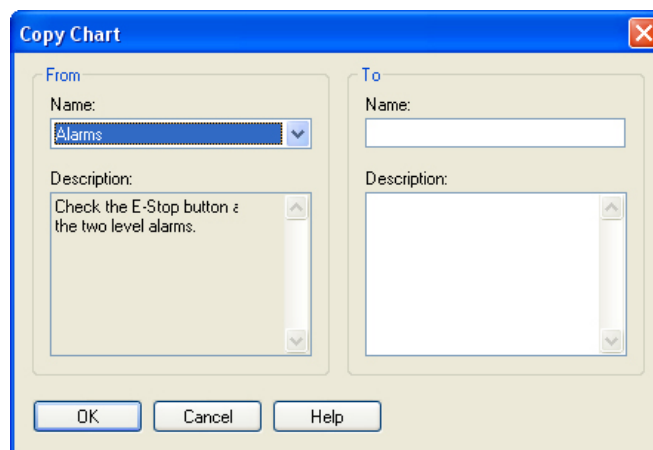 Copy Chart
From
Name:
Alarms
Description:
Check the E-Stop button a
the two level alarms.
To
Name:
Description:
OK
Cancel
Help